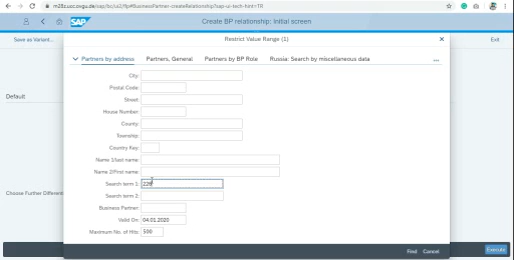 m28z.ucc.ovgu.de/sap/bc/ui2/flp#BusinessPartner-createRelationship?sap-ui-tech-hint=TR
SAP
Create BP relationship: Initial screen
Save as Variant...
Exit
Restrict Value Range (1)
Partners by address
Partners, General
Partners by BP Role
Russia: Search by miscellaneous data
...
City:
Postal Code:
Street:
House Number:
County:
Township:
Country Key:
Name 1/last name:
Name 2/First name:
Search term 1:
Search term 2:
Business Partner:
Valid On: 04.01.2020
Maximum No. of Hits: 500
Default
Choose Further Different
Find
Cancel
Execute